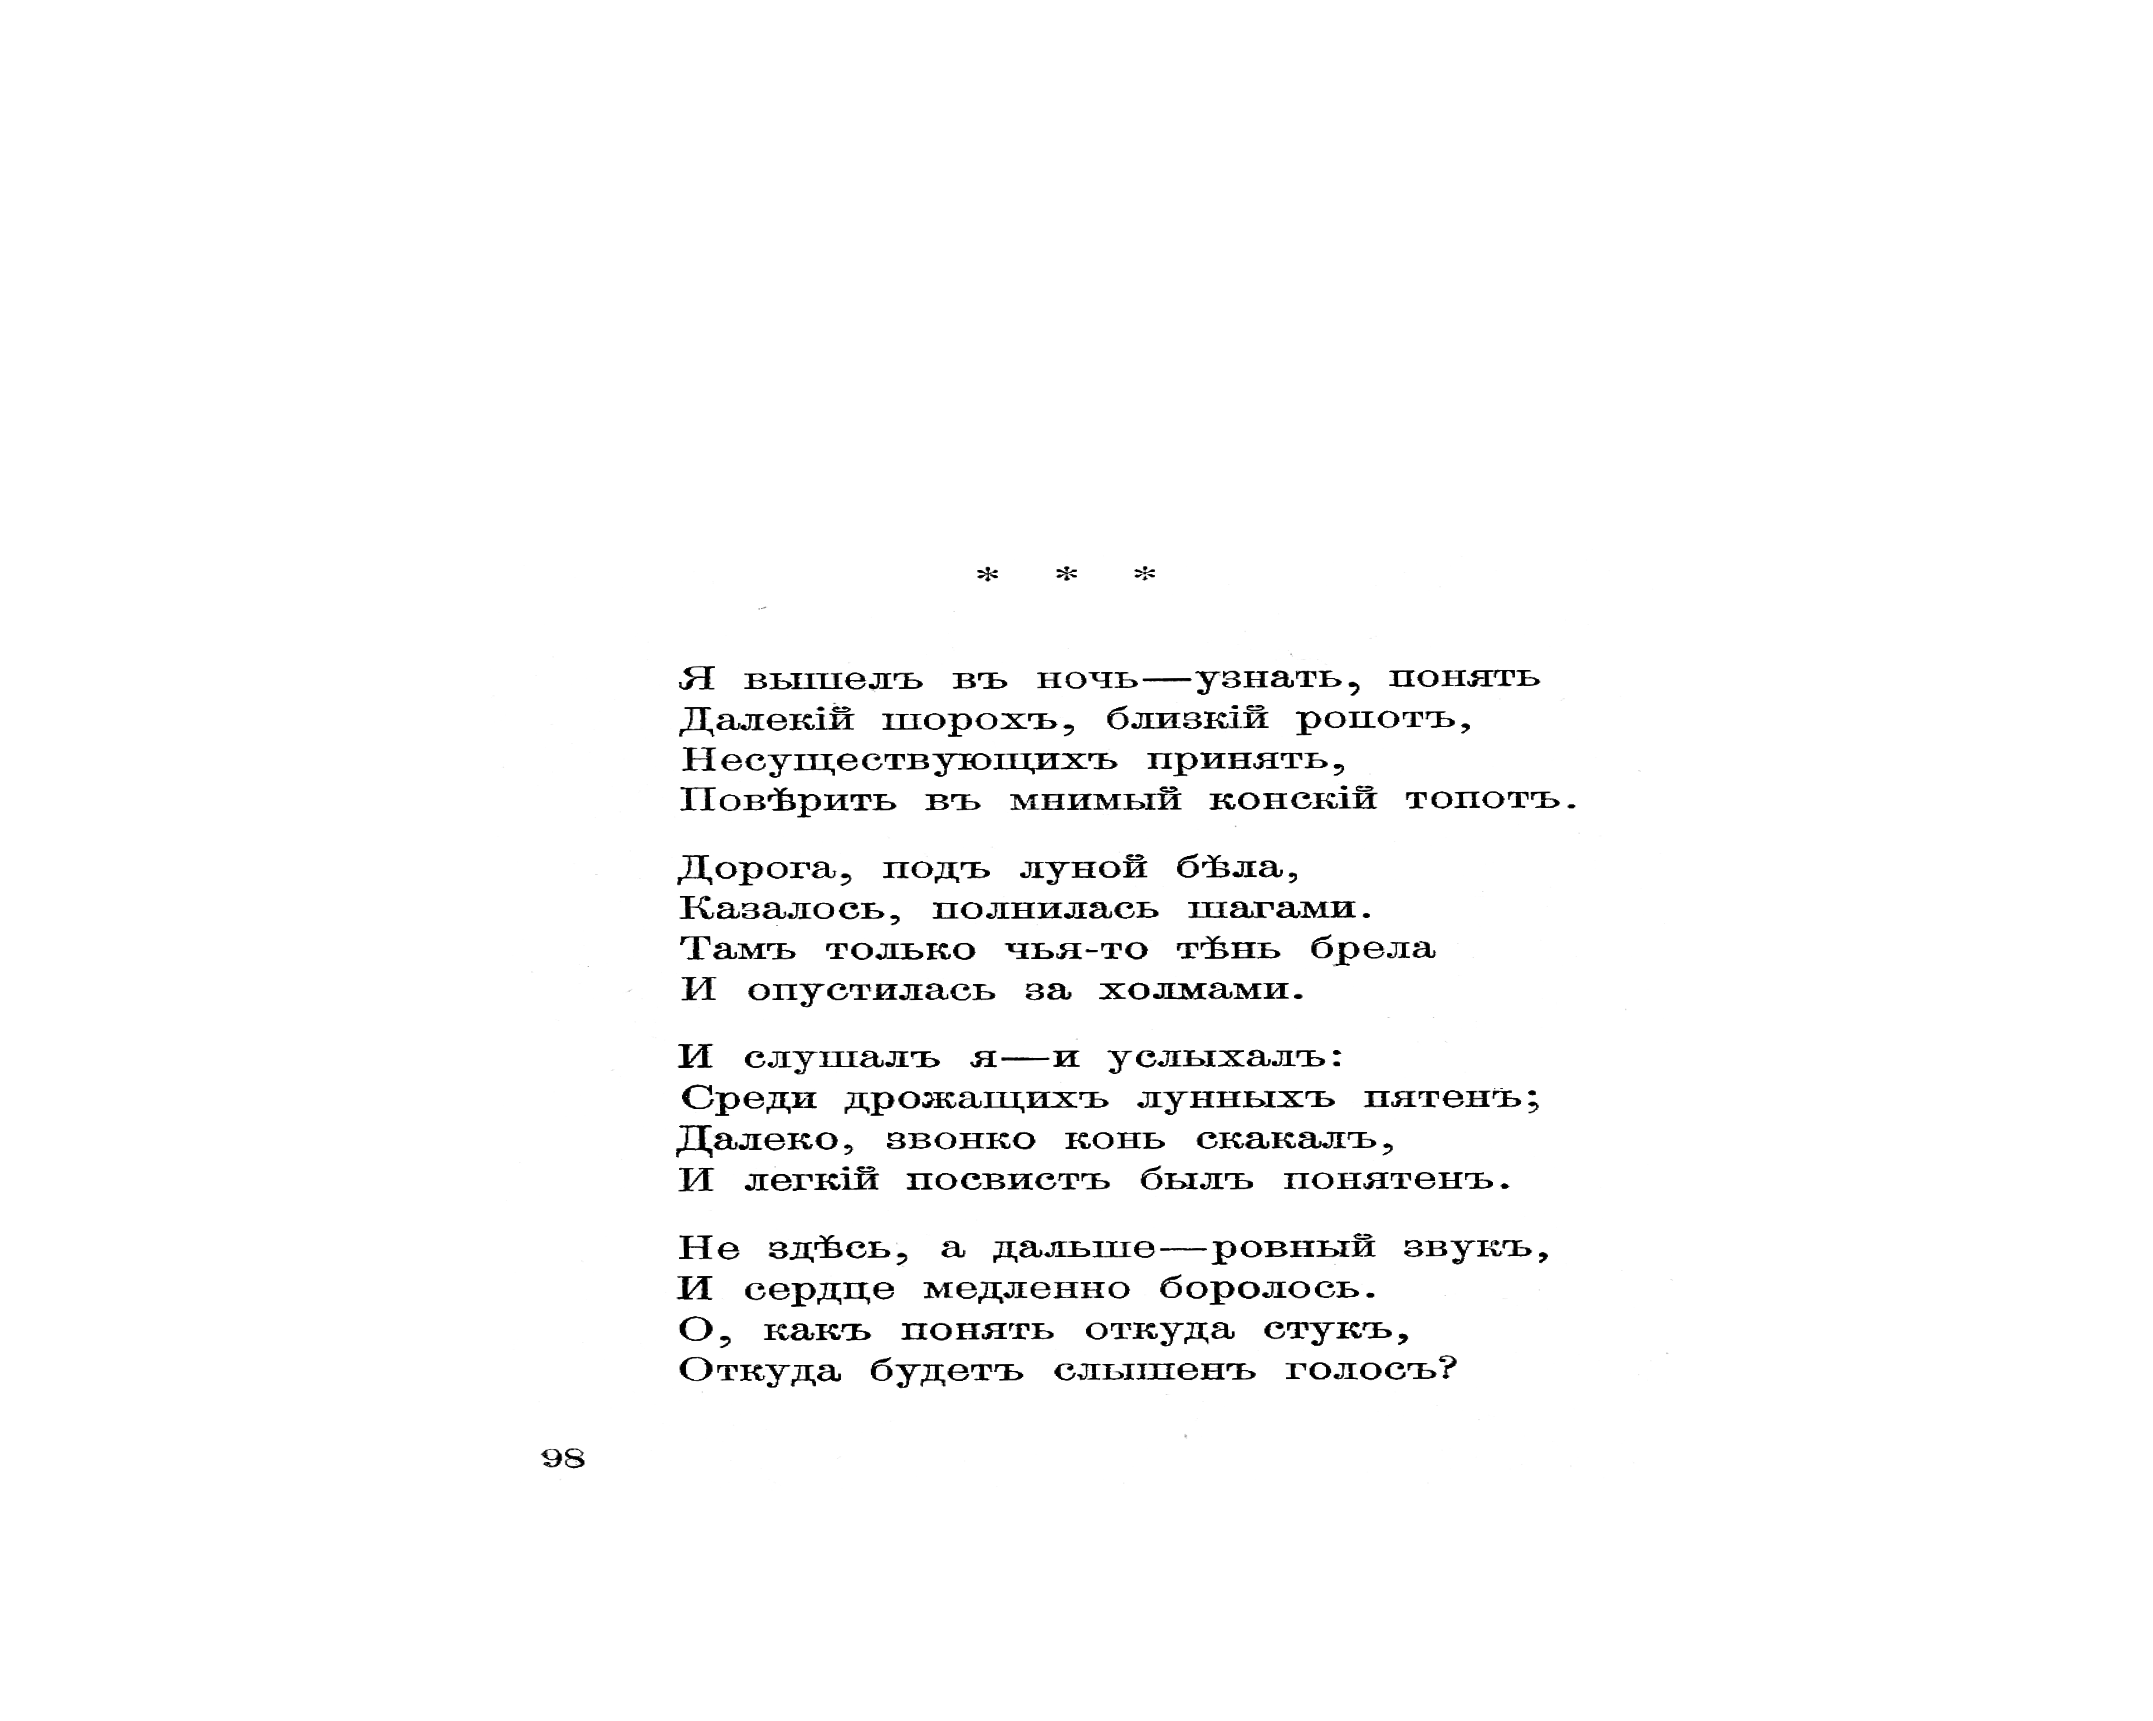 * * *
Я вышелъ въ ночь—узнать, понять
Далекій шорохъ, близкій ропотъ,
Несуществующихъ принять,
Повѣрить въ мнимый конскій топотъ.
Дорога, подъ луной бѣла,
Казалось, полнилась шагами.
Тамъ только чья-то тѣнь брела
И опустилась за холмами.
И слушалъ я—и услыхалъ:
Среди дрожащихъ лунныхъ пятенъ;
Далеко, звонко конь скакалъ,
И легкій посвистъ былъ понятенъ.
Не здѣсь, а дальше—ровный звукъ,
И сердце медленно боролось.
О, какъ понять откуда стукъ,
Откуда будетъ слышенъ голосъ?
98